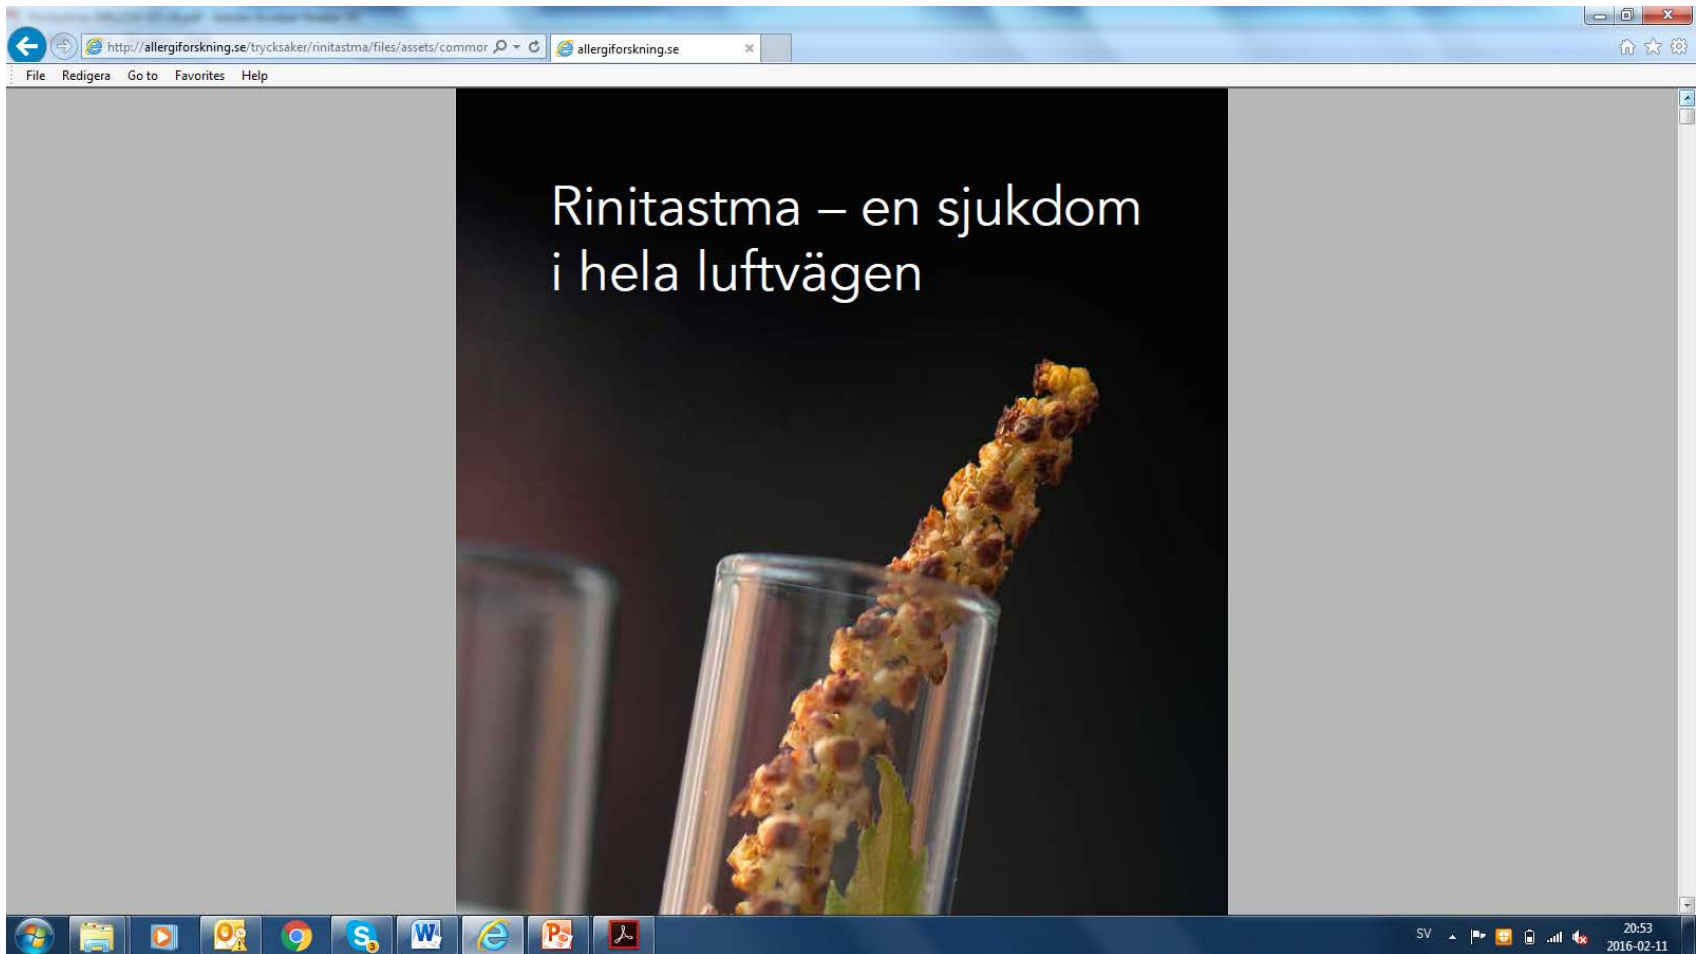 http://allergiforskning.se/trycksaker/rinitastma/files/assets/commor
allergiforskning.se
File Redigera Go to Favorites Help
Rinitastma – en sjukdom
i hela luftvägen
SV
20:53
2016-02-11